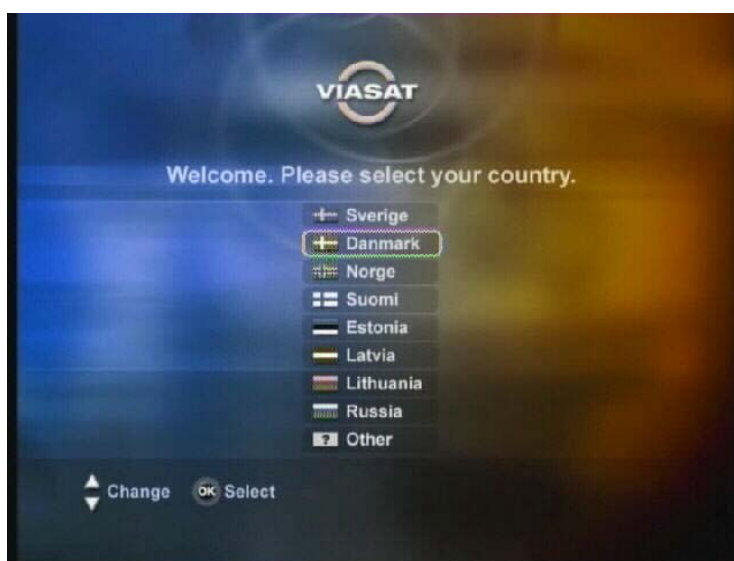 VIASAT
Welcome. Please select your country.
Sverige
Danmark
Norge
Suomi
Estonia
Latvia
Lithuania
Russia
? Other
Change OK Select